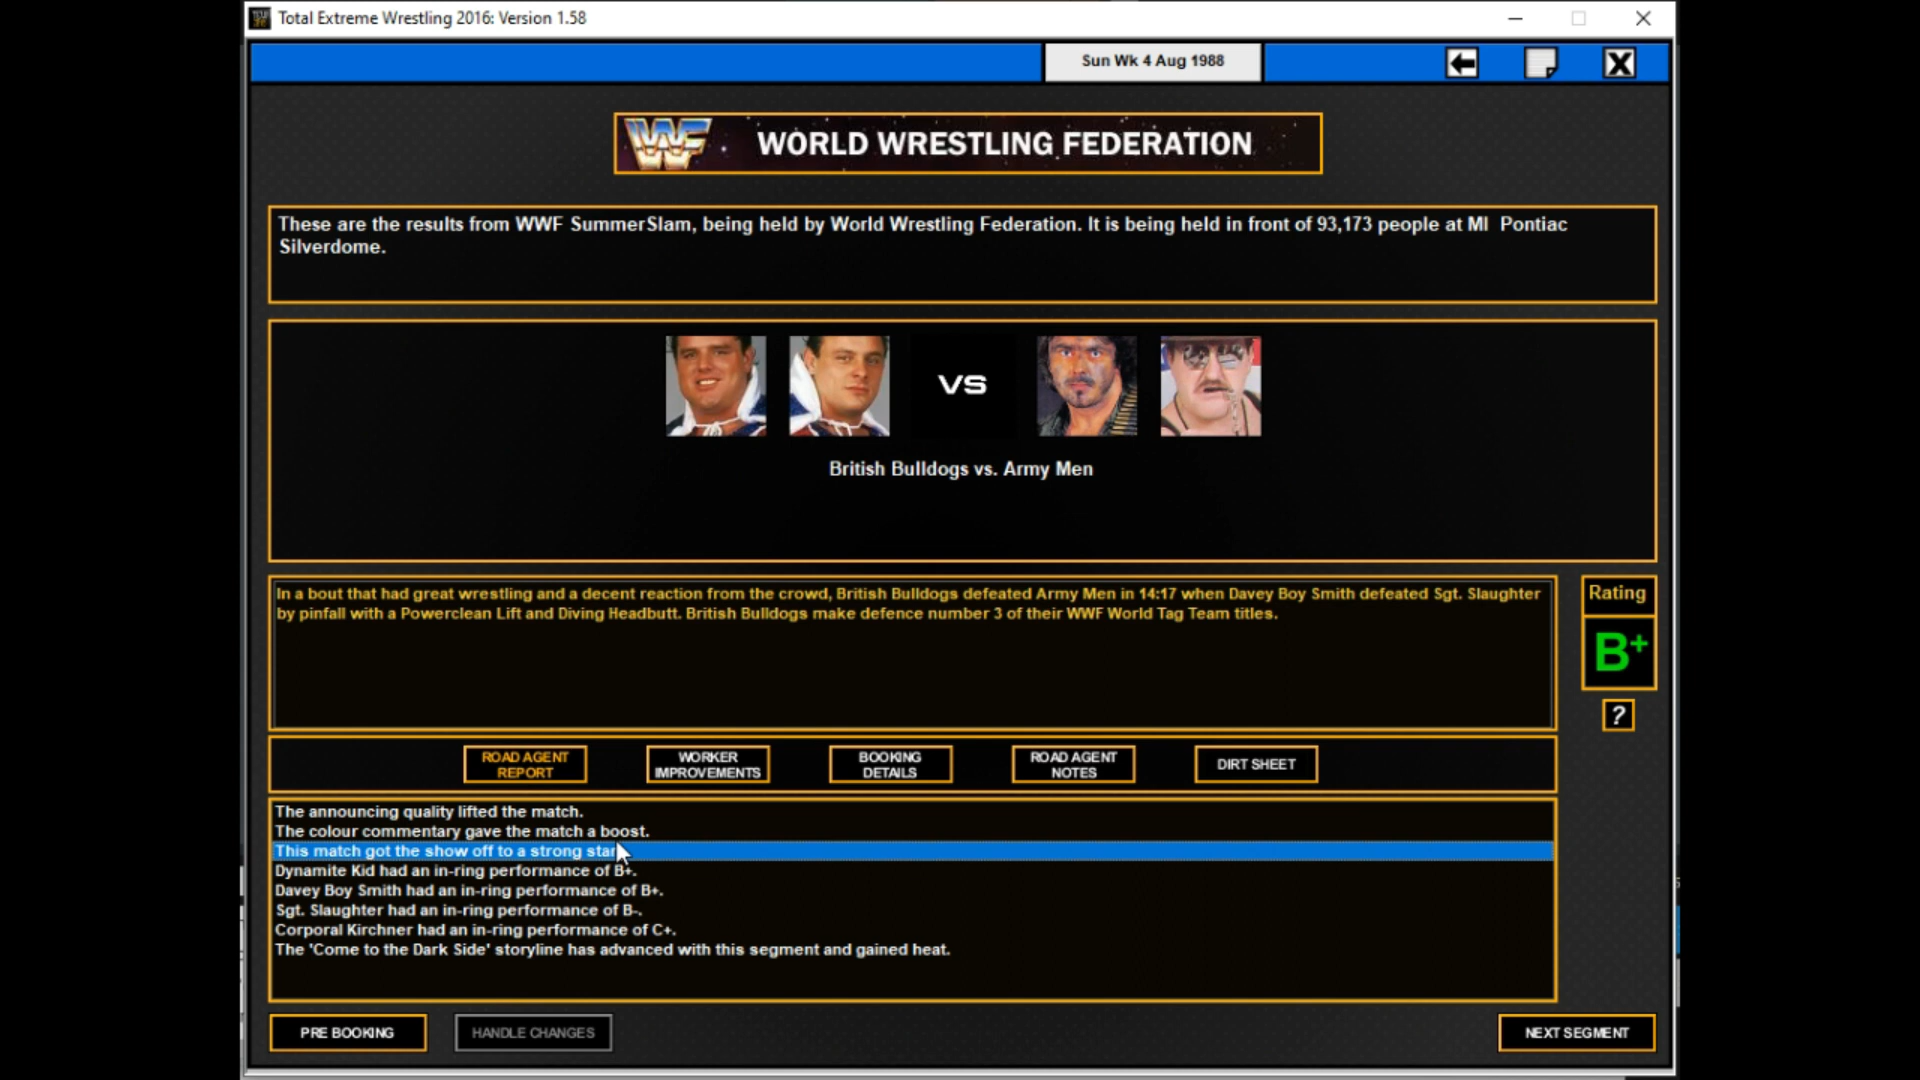 Total Extreme Wrestling 2016: Version 1.58
Sun Wk 4 Aug 1988
WF WORLD WRESTLING FEDERATION
These are the results from WWF SummerSlam, being held by World Wrestling Federation. It is being held in front of 93,173 people at MI Pontiac
Silverdome.
VS
British Bulldogs vs. Army Men
In a bout that had great wrestling and a decent reaction from the crowd, British Bulldogs defeated Army Men in 14:17 when Davey Boy Smith defeated Sgt. Slaughter
by pinfall with a Powerclean Lift and Diving Headbutt. British Bulldogs make defence number 3 of their WWF World Tag Team titles.
Rating
B+
?
ROAD AGENT
REPORT
WORKER
IMPROVEMENTS
BOOKING
DETAILS
ROAD AGENT
NOTES
DIRT SHEET
The announcing quality lifted the match.
The colour commentary gave the match a boost.
This match got the show off to a strong star
Dynamite Kid had an in-ring performance of B+.
Davey Boy Smith had an in-ring performance of B+.
Sgt. Slaughter had an in-ring performance of B-.
Corporal Kirchner had an in-ring performance of C+.
The 'Come to the Dark Side' storyline has advanced with this segment and gained heat.
PRE BOOKING
HANDLE CHANGES
NEXT SEGMENT